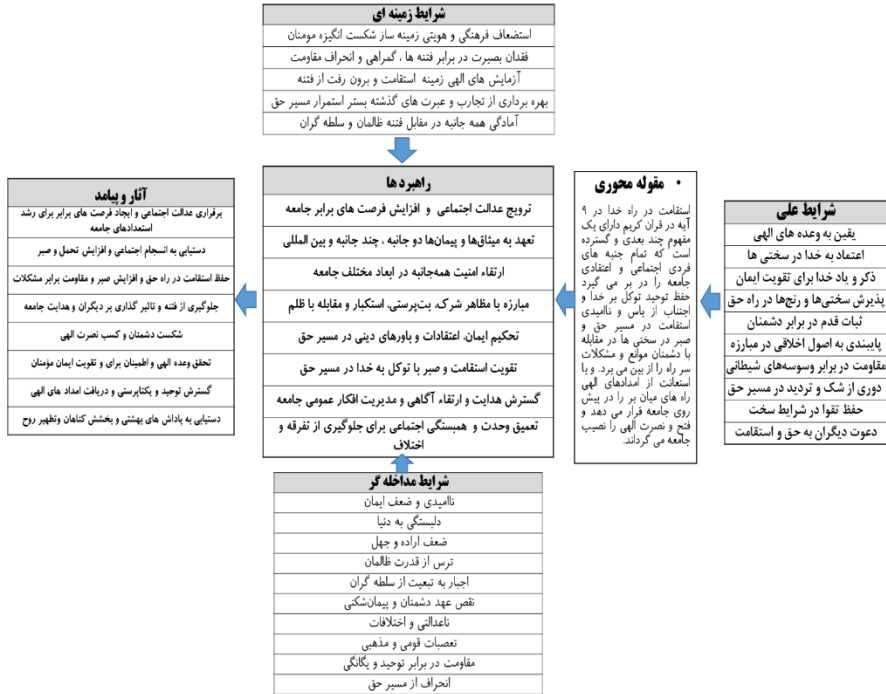 شرایط زمینه ای
استضعاف فرهنگی و هویتی زمینه ساز شکست انگیزه مومنان
فقدان بصیرت در برابر فتنه ها ، گمراهی و انحراف مقاومت
آزمایش های الهی زمینه استقامت و برون رفت از فتنه
بهره برداری از تجارب و عبرت های گذشته بستر استمرار مسیر حق
آمادگی همه جانبه در مقابل فتنه ظالمان و سلطه گران
شرایط علی
یقین به وعده های الهی
اعتماد به خدا در سختی ها
ذکر و یاد خدا برای تقویت ایمان
پذیرش سختی‌ها و رنج‌ها در راه حق
ثبات قدم در برابر دشمنان
پایبندی به اصول اخلاقی در مبارزه
مقاومت در برابر وسوسه‌های شیطانی
دوری از شک و تردید در مسیر حق
حفظ تقوا در شرایط سخت
دعوت دیگران به حق و استقامت
• مقوله محوری
استقامت در راه خدا در ۹
آیه در قران کریم دارای یک
مفهوم چند بعدی و گسترده
است که تمام جنبه های
فردی اجتماعی و اعتقادی
جامعه را در بر می گیرد
حفظ توحید توکل بر خدا و
اجتناب از یاس و ناامیدی
استقامت در مسیر حق و
صبر در سختی ها در مقابله
با دشمنان موانع و مشکلات
سر راه را از بین می برد. و با
استعانت از امدادهای الهی
راه های میان بر را در پیش
روی جامعه قرار می دهد و
فتح و نصرت الهی را نصیب
جامعه می گرداند.
راهبردها
ترویج عدالت اجتماعی و افزایش فرصت های برابر جامعه
تعهد به میثاق‌ها و پیمان‌ها دو جانبه ، چند جانبه و بین المللی
ارتقاء امنیت همه‌جانبه در ابعاد مختلف جامعه
مبارزه با مظاهر شرک، بت‌پرستی، استکبار و مقابله با ظلم
تحکیم ایمان، اعتقادات و باورهای دینی در مسیر حق
تقویت استقامت و صبر با توکل به خدا در مسیر حق
گسترش هدایت و ارتقاء آگاهی و مدیریت افکار عمومی جامعه
تعمیق وحدت و همبستگی اجتماعی برای جلوگیری از تفرقه و
اختلاف
آثار و پیامد
برقراری عدالت اجتماعی و ایجاد فرصت های برابر برای رشد
استعدادهای جامعه
دستیابی به انسجام اجتماعی و افزایش تحمل و صبر
حفظ استقامت در راه حق و افزایش صبر و مقاومت برابر مشکلات
جلوگیری از فتنه و تاثیر گذاری بر دیگران و هدایت جامعه
شکست دشمنان و کسب نصرت الهی
تحقق وعده الهی و اطمینان برای و تقویت ایمان مؤمنان
گسترش توحید و یکتاپرستی و دریافت امداد های الهی
دستیابی به پاداش های بهشتی و بخشش گناهان وتطهیر روح
شرایط مداخله گر
ناامیدی و ضعف ایمان
دلبستگی به دنیا
ضعف اراده و جهل
ترس از قدرت ظالمان
اجبار به تبعیت از سلطه گران
نقص عهد دشمنان و پیمان‌شکنی
ناعدالتی و اختلافات
تعصبات قومی و مذهبی
مقاومت در برابر توحید و یگانگی
انحراف از مسیر حق